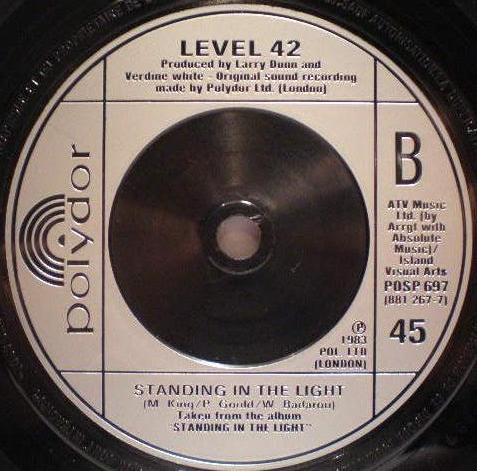 LEVEL 42
Produced by Larry Dunn and
Verdine white - Original sound recording
made by Polydor Ltd. (London)
polydor
B
ATV Music
Ltd. (by
Arrgt with
Absolute
Music)/
Island
Visual Arts
POSP 697
(881 267-7)
45
℗
1983
POL. LTD
(LONDON)
STANDING IN THE LIGHT
(M. King/P. Gould/W. Badarou)
Taken from the album
"STANDING IN THE LIGHT"